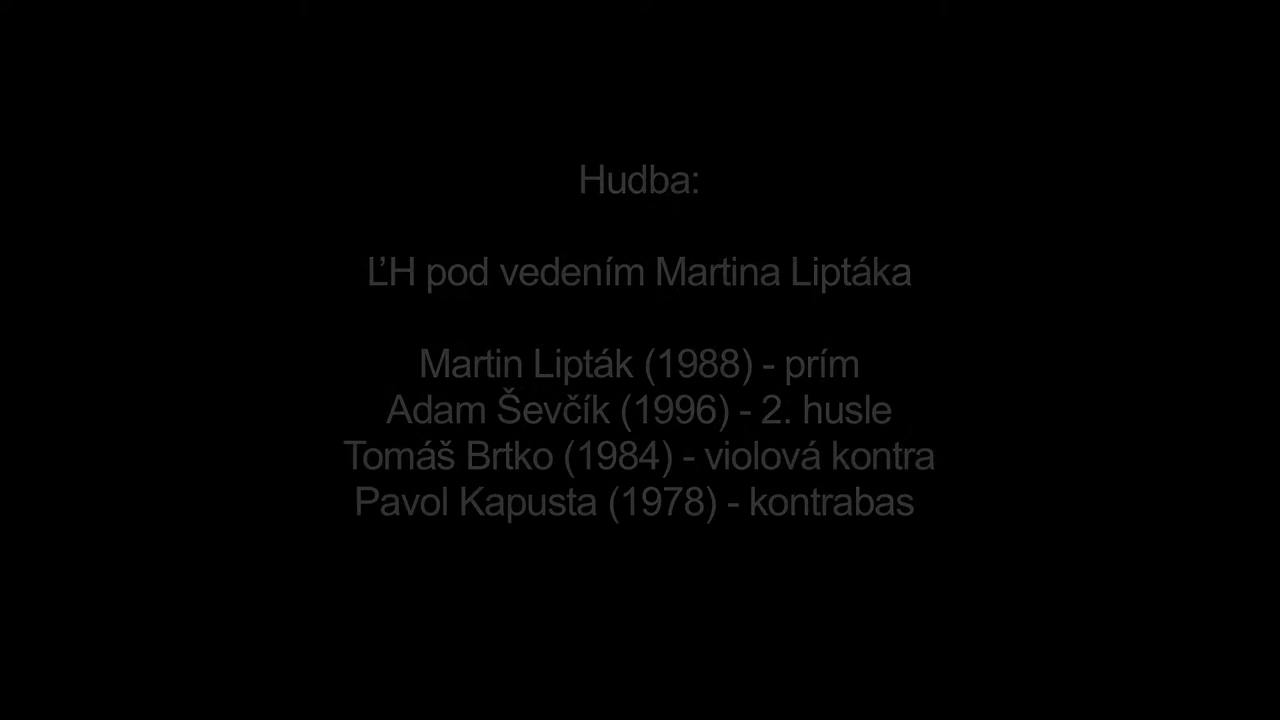 Hudba:
ĽH pod vedením Martina Liptáka
Martin Lipták (1988) - prím
Adam Ševčík (1996) - 2. husle
Tomáš Brtko (1984) - violová kontra
Pavol Kapusta (1978) - kontrabas